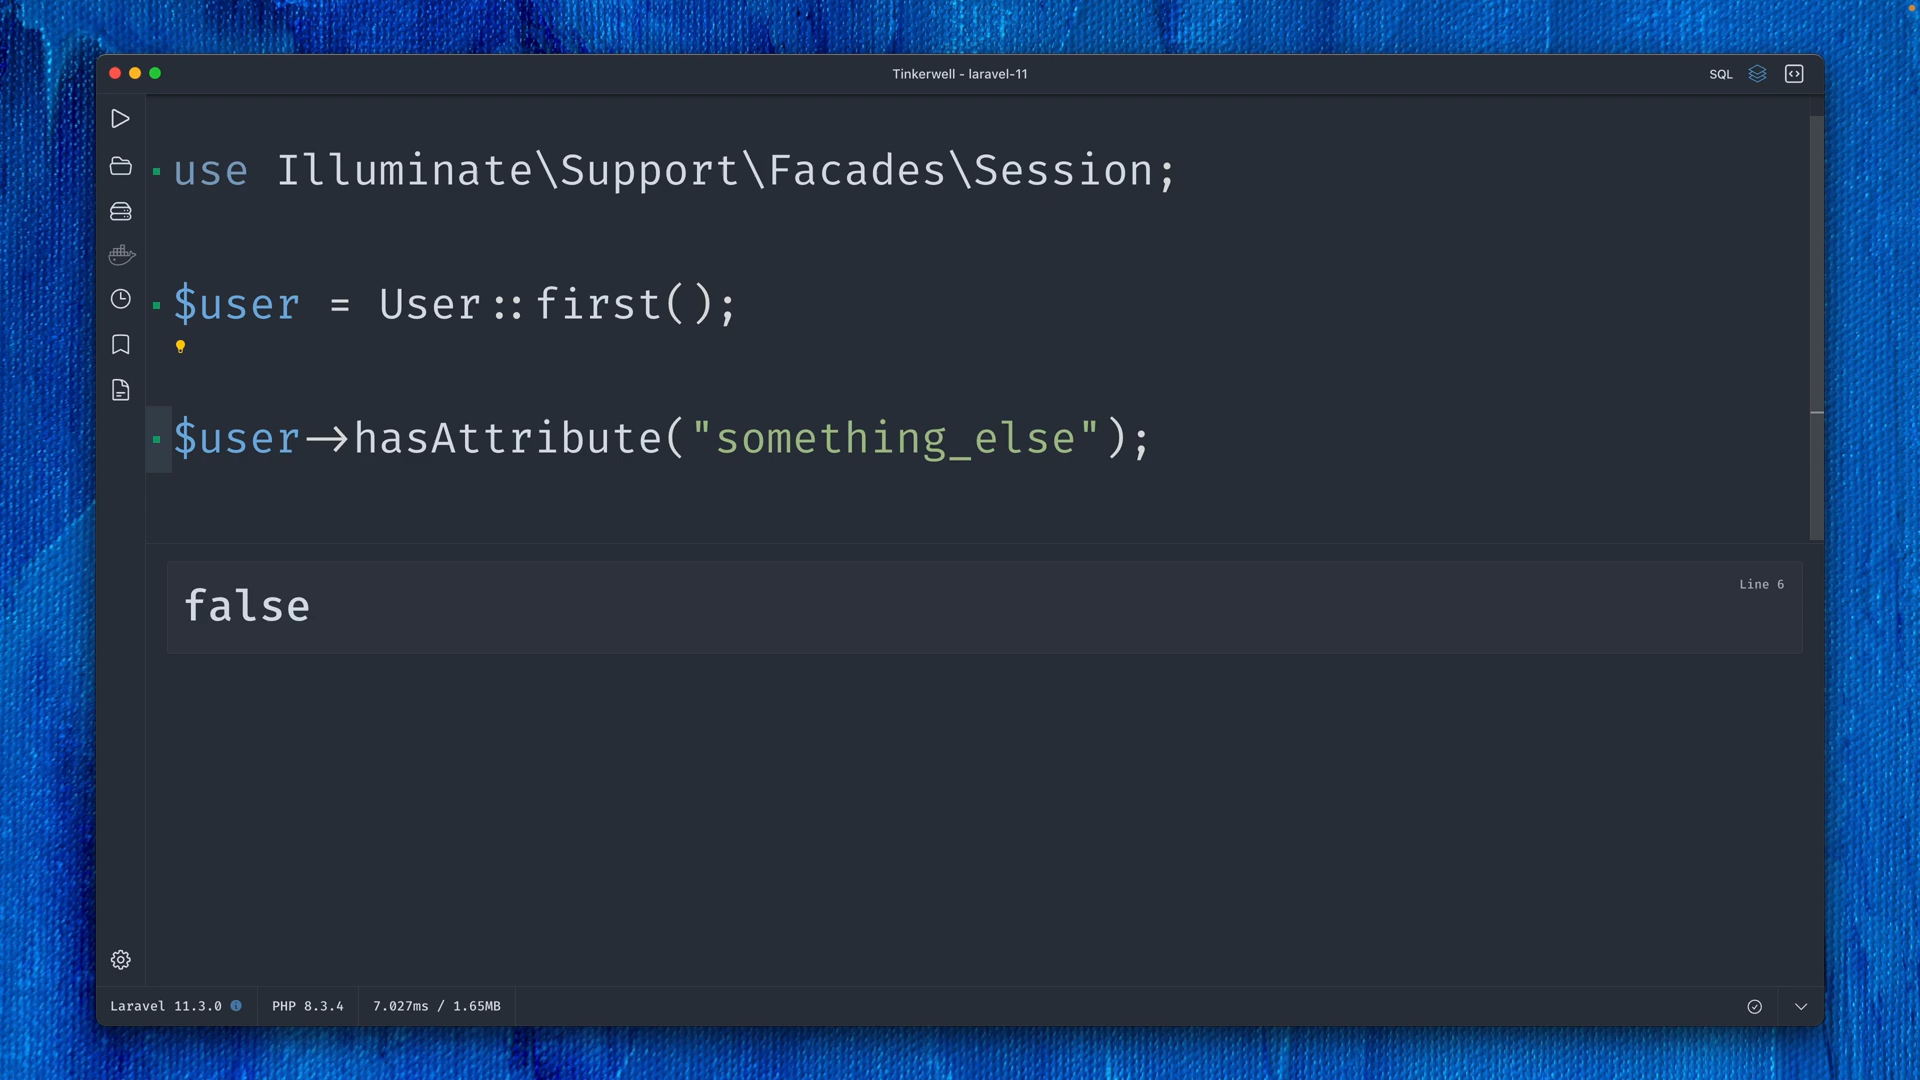 Tinkerwell - laravel-11
SQL
use Illuminate\Support\Facades\Session;
$user = User::first();
$user->hasAttribute("something_else");
false
Line 6
Laravel 11.3.0
PHP 8.3.4
7.027ms / 1.65MB